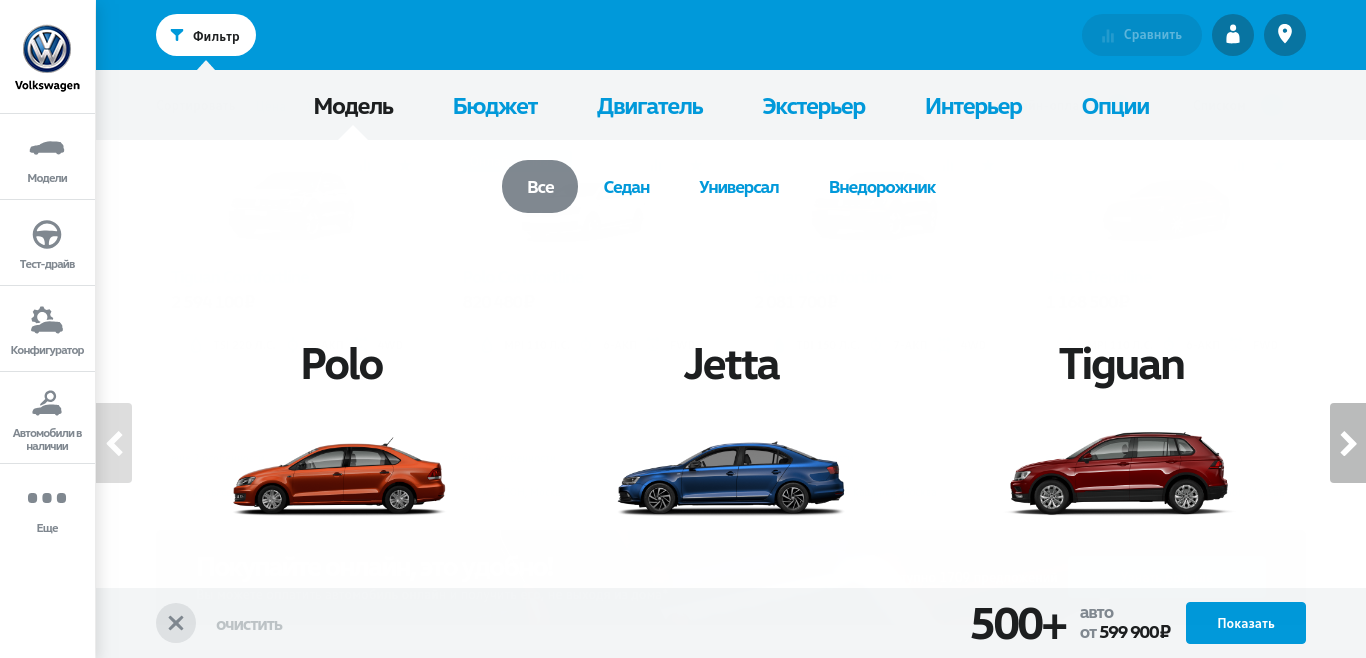 Фильтр
Сравнить
Volkswagen
Модель
Бюджет
Двигатель
Экстерьер
Интерьер
Опции
Модели
Все
Седан
Универсал
Внедорожник
Тест-драйв
Конфигуратор
Автомобили в
наличии
Еще
Polo
Jetta
Tiguan
очистить
500+
авто
от 599 900₽
Показать